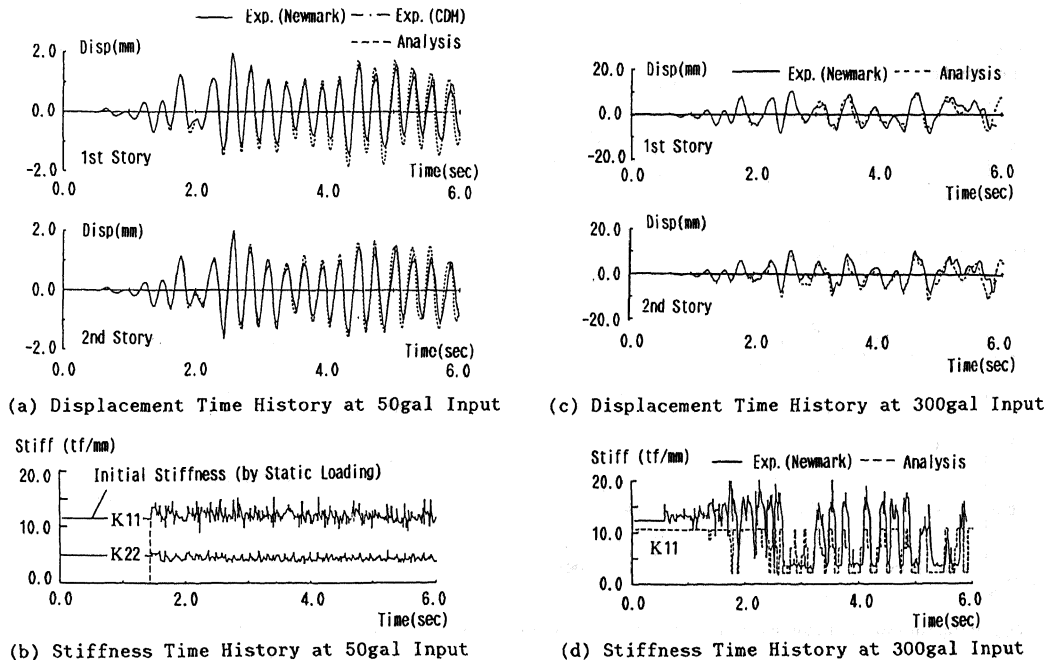 Exp. (Newmark) Exp. (CDM)
Analysis
Disp(mm)
2.0
0.0
-2.0
1st Story
Time(sec)
0.0 2.0 4.0 6.0
Disp(mm)
2.0
0.0
-2.0
2nd Story
Time(sec)
0.0 2.0 4.0 6.0
(a) Displacement Time History at 50gal Input
Disp(mm)
Exp. (Newmark) Analysis
20.0
0.0
-20.0
1st Story
Time(sec)
0.0 2.0 4.0 6.0
Disp(mm)
20.0
0.0
-20.0
2nd Story
Time(sec)
0.0 2.0 4.0 6.0
(c) Displacement Time History at 300gal Input
Stiff (tf/mm)
20.0
10.0
0.0
Initial Stiffness (by Static Loading)
K11
K22
0.0 2.0 4.0 6.0
Time(sec)
(b) Stiffness Time History at 50gal Input
Stiff (tf/mm) Exp. (Newmark) Analysis
20.0
10.0
0.0
K11
0.0 2.0 4.0 6.0
Time(sec)
(d) Stiffness Time History at 300gal Input